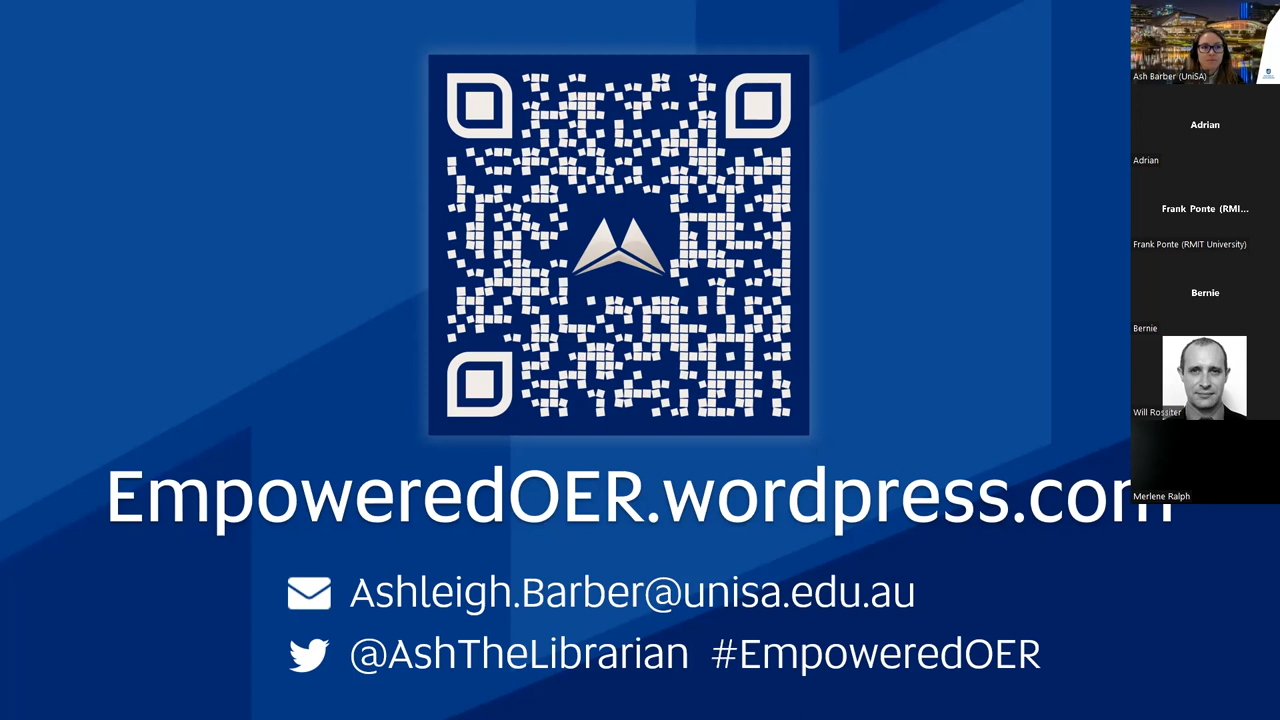 EmpoweredOER.wordpress.com
Ashleigh.Barber@unisa.edu.au
@AshTheLibrarian #EmpoweredOER
Ash Barber (UniSA)
Adrian
Adrian
Frank Ponte (RMI...
Frank Ponte (RMIT University)
Bernie
Bernie
Will Rossiter
Merlene Ralph